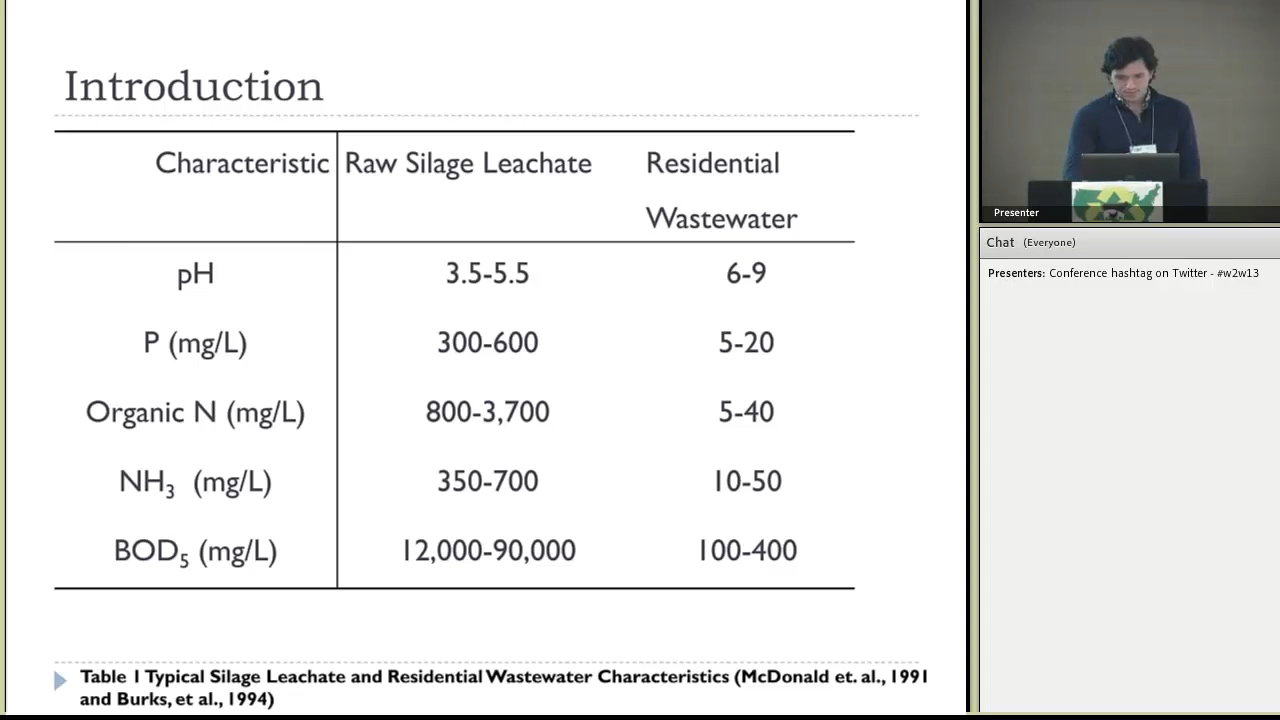 Introduction
Characteristic Raw Silage Leachate Residential
Wastewater
pH 3.5-5.5 6-9
P (mg/L) 300-600 5-20
Organic N (mg/L) 800-3,700 5-40
NH₃ (mg/L) 350-700 10-50
BOD₅ (mg/L) 12,000-90,000 100-400
Table 1 Typical Silage Leachate and Residential Wastewater Characteristics (McDonald et. al., 1991
and Burks, et al., 1994)
Presenter
Chat (Everyone)
Presenters: Conference hashtag on Twitter - #w2w13